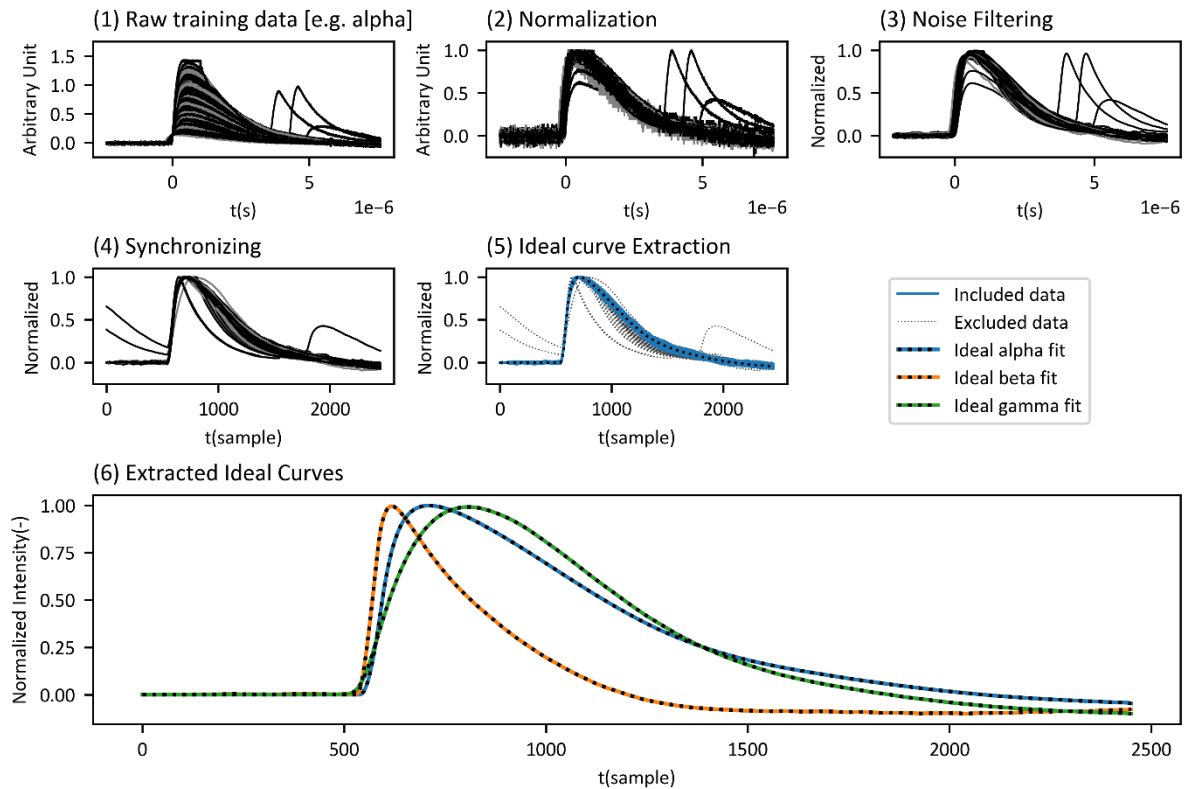 (1) Raw training data [e.g. alpha]
Arbitrary Unit
1.5
1.0
0.5
0.0
0
5
1e−6
t(s)
(2) Normalization
Arbitrary Unit
1.0
0.5
0.0
0
5
1e−6
t(s)
(3) Noise Filtering
Normalized
1.0
0.5
0.0
0
5
1e−6
t(s)
(4) Synchronizing
Normalized
1.0
0.5
0.0
0
1000
2000
t(sample)
(5) Ideal curve Extraction
Normalized
1.0
0.5
0.0
0
1000
2000
t(sample)
Included data
Excluded data
Ideal alpha fit
Ideal beta fit
Ideal gamma fit
(6) Extracted Ideal Curves
Normalized Intensity(-)
1.00
0.75
0.50
0.25
0.00
0
500
1000
1500
2000
2500
t(sample)